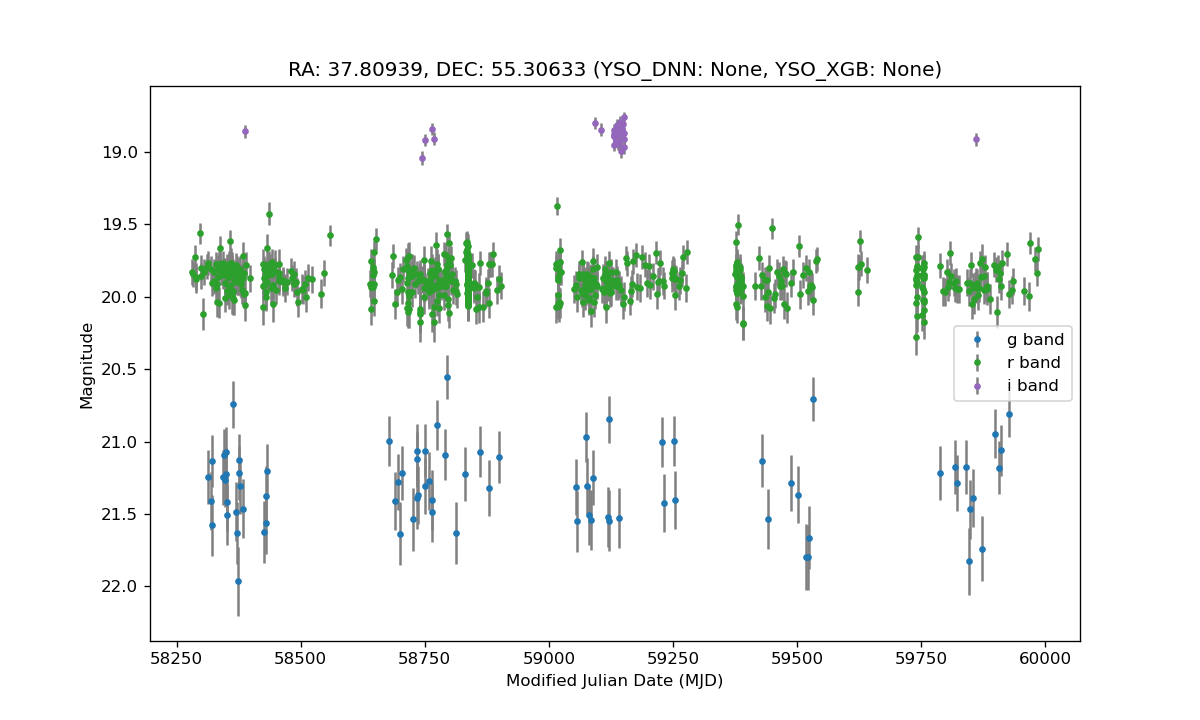 RA: 37.80939, DEC: 55.30633 (YSO_DNN: None, YSO_XGB: None)
Magnitude
19.0
19.5
20.0
20.5
21.0
21.5
22.0
g band
r band
i band
58250 58500 58750 59000 59250 59500 59750 60000
Modified Julian Date (MJD)